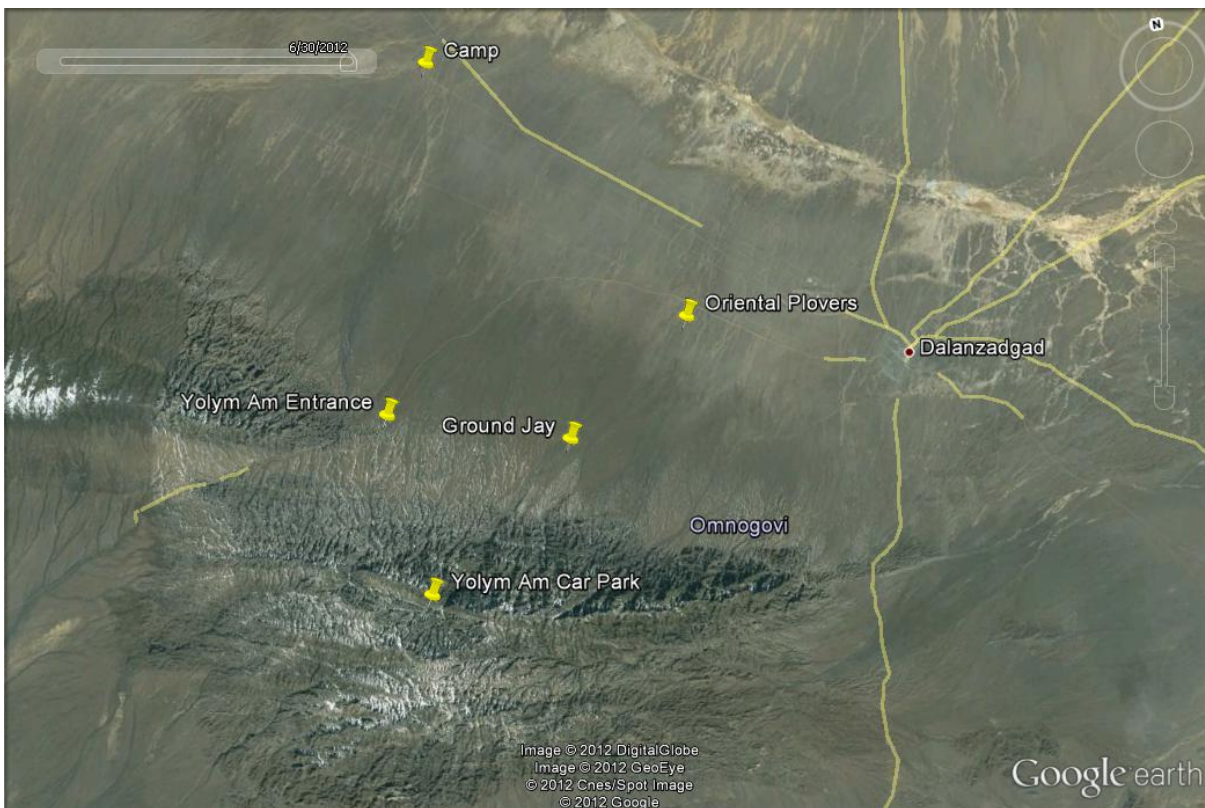 6/30/2012
Camp
N
Oriental Plovers
Dalanzadgad
Yolym Am Entrance
Ground Jay
Omnogovi
Yolym Am Car Park
Image © 2012 DigitalGlobe
Image © 2012 GeoEye
© 2012 Cnes/Spot Image
© 2012 Google
Google earth